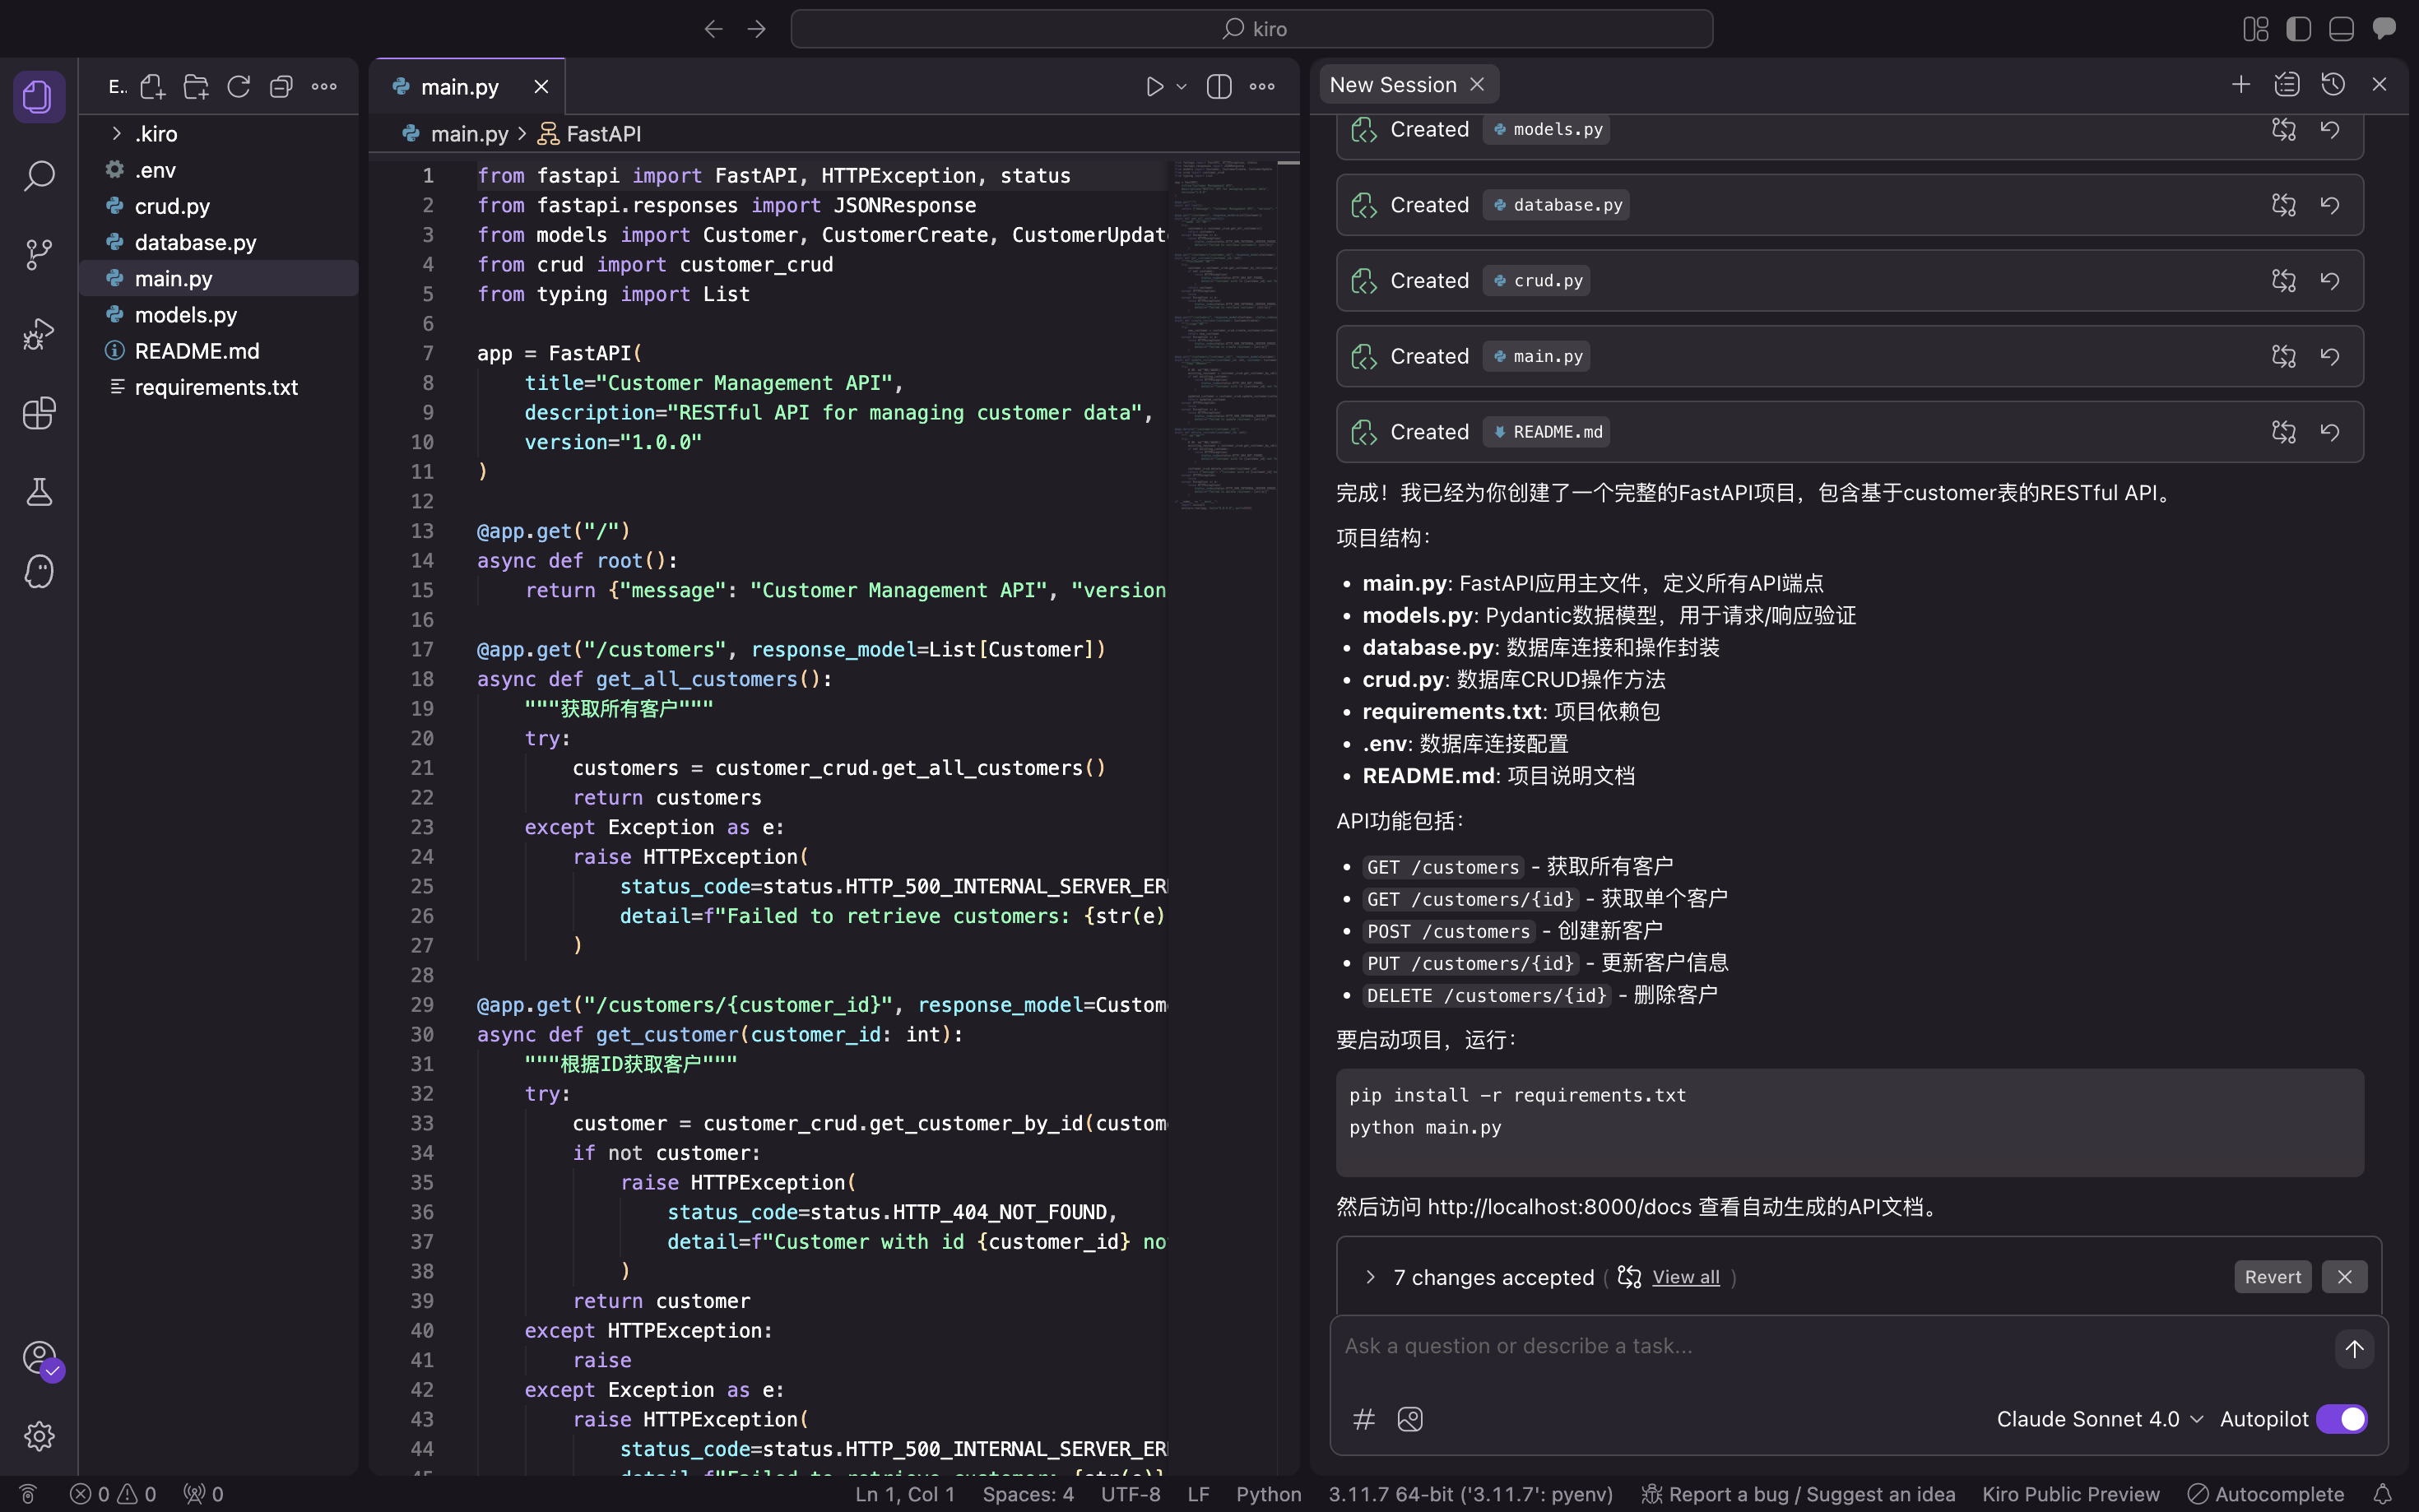 kiro
E..
.kiro
.env
crud.py
database.py
main.py
models.py
README.md
requirements.txt
main.py
main.py > FastAPI
1 from fastapi import FastAPI, HTTPException, status
2 from fastapi.responses import JSONResponse
3 from models import Customer, CustomerCreate, CustomerUpdate
4 from crud import customer_crud
5 from typing import List
6
7 app = FastAPI(
8 title="Customer Management API",
9 description="RESTful API for managing customer data",
10 version="1.0.0"
11 )
12
13 @app.get("/")
14 async def root():
15 return {"message": "Customer Management API", "version
16
17 @app.get("/customers", response_model=List[Customer])
18 async def get_all_customers():
19 """获取所有客户"""
20 try:
21 customers = customer_crud.get_all_customers()
22 return customers
23 except Exception as e:
24 raise HTTPException(
25 status_code=status.HTTP_500_INTERNAL_SERVER_ER
26 detail=f"Failed to retrieve customers: {str(e)
27 )
28
29 @app.get("/customers/{customer_id}", response_model=Custom
30 async def get_customer(customer_id: int):
31 """根据ID获取客户"""
32 try:
33 customer = customer_crud.get_customer_by_id(custom
34 if not customer:
35 raise HTTPException(
36 status_code=status.HTTP_404_NOT_FOUND,
37 detail=f"Customer with id {customer_id} no
38 )
39 return customer
40 except HTTPException:
41 raise
42 except Exception as e:
43 raise HTTPException(
44 status_code=status.HTTP_500_INTERNAL_SERVER_ER
New Session
Created models.py
Created database.py
Created crud.py
Created main.py
Created README.md
完成！我已经为你创建了一个完整的FastAPI项目，包含基于customer表的RESTful API。
项目结构：
• main.py: FastAPI应用主文件，定义所有API端点
• models.py: Pydantic数据模型，用于请求/响应验证
• database.py: 数据库连接和操作封装
• crud.py: 数据库CRUD操作方法
• requirements.txt: 项目依赖包
• .env: 数据库连接配置
• README.md: 项目说明文档
API功能包括：
• GET /customers - 获取所有客户
• GET /customers/{id} - 获取单个客户
• POST /customers - 创建新客户
• PUT /customers/{id} - 更新客户信息
• DELETE /customers/{id} - 删除客户
要启动项目，运行：
pip install -r requirements.txt
python main.py
然后访问 http://localhost:8000/docs 查看自动生成的API文档。
7 changes accepted ( View all )
Revert
Ask a question or describe a task...
#
Claude Sonnet 4.0
Autopilot
0 0 0
Ln 1, Col 1 Spaces: 4 UTF-8 LF Python 3.11.7 64-bit ('3.11.7': pyenv) Report a bug / Suggest an idea Kiro Public Preview Autocomplete